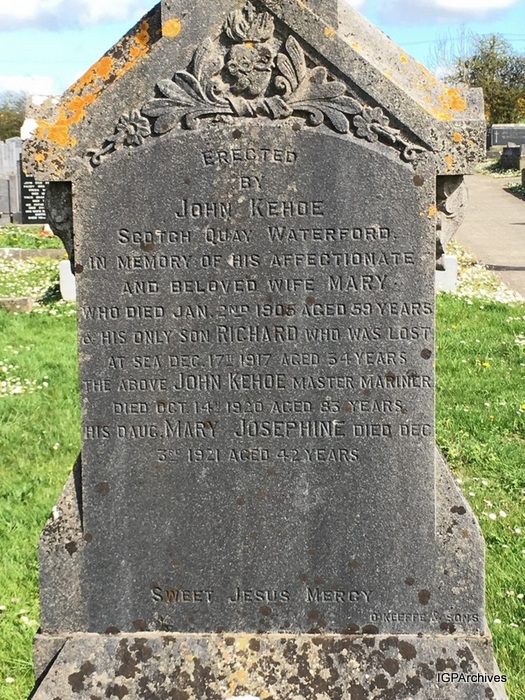 ERECTED
BY
JOHN KEHOE
SCOTCH QUAY WATERFORD.
IN MEMORY OF HIS AFFECTIONATE
AND BELOVED WIFE MARY
WHO DIED JAN. 2ND 1905 AGED 59 YEARS
& HIS ONLY SON RICHARD WHO WAS LOST
AT SEA DEC. 17TH 1917 AGED 34 YEARS
THE ABOVE JOHN KEHOE MASTER MARINER
DIED OCT. 14TH 1920 AGED 83 YEARS.
HIS DAUG. MARY JOSEPHINE DIED DEC.
3RD 1921 AGED 42 YEARS
SWEET JESUS MERCY
O'KEEFFE & SONS
IGPArchives